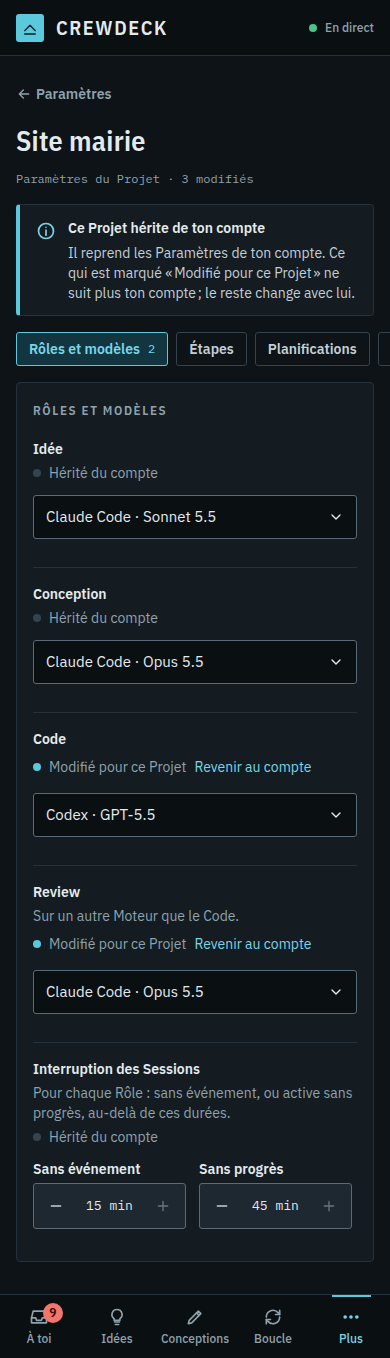 CREWDECK
En direct
← Paramètres
Site mairie
Paramètres du Projet · 3 modifiés
Ce Projet hérite de ton compte
Il reprend les Paramètres de ton compte. Ce
qui est marqué « Modifié pour ce Projet » ne
suit plus ton compte ; le reste change avec lui.
Rôles et modèles 2
Étapes
Planifications
RÔLES ET MODÈLES
Idée
Hérité du compte
Claude Code · Sonnet 5.5
Conception
Hérité du compte
Claude Code · Opus 5.5
Code
Modifié pour ce Projet Revenir au compte
Codex · GPT-5.5
Review
Sur un autre Moteur que le Code.
Modifié pour ce Projet Revenir au compte
Claude Code · Opus 5.5
Interruption des Sessions
Pour chaque Rôle : sans événement, ou active sans
progrès, au-delà de ces durées.
Hérité du compte
Sans événement
Sans progrès
− 15 min +
− 45 min +
9
À toi
Idées
Conceptions
Boucle
Plus